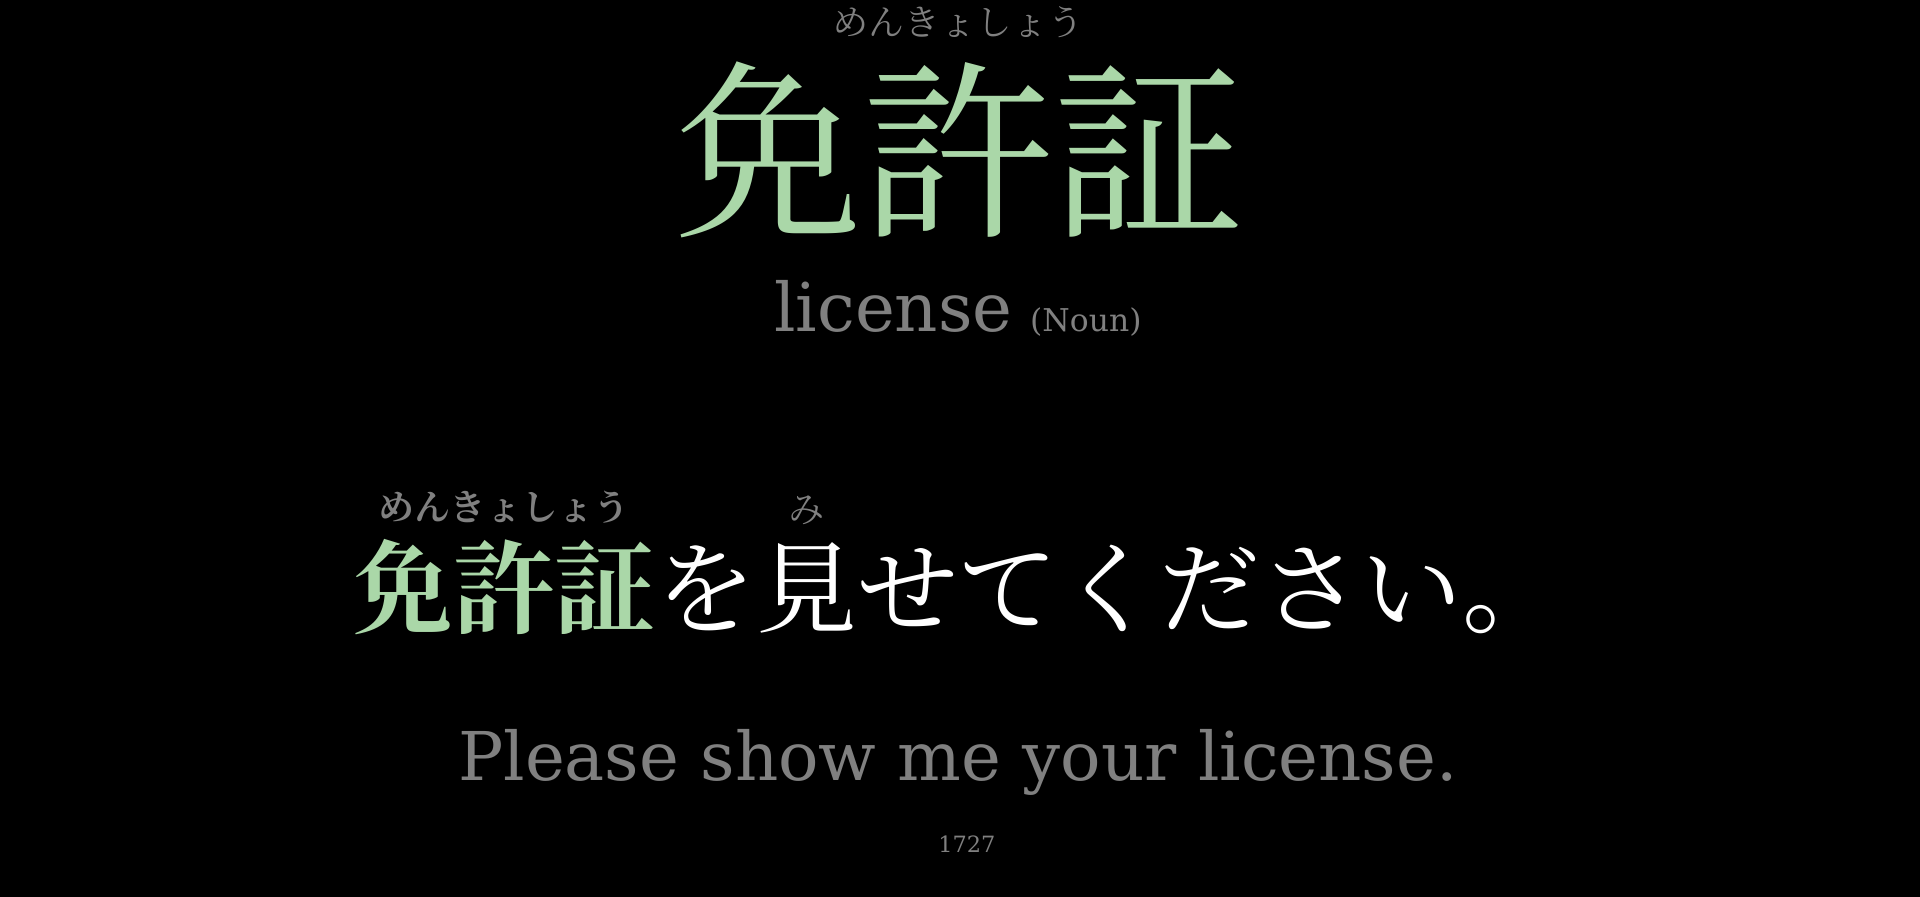 めんきょしょう
免許証
license (Noun)
めんきょしょう み
免許証を見せてください。
Please show me your license.
1727